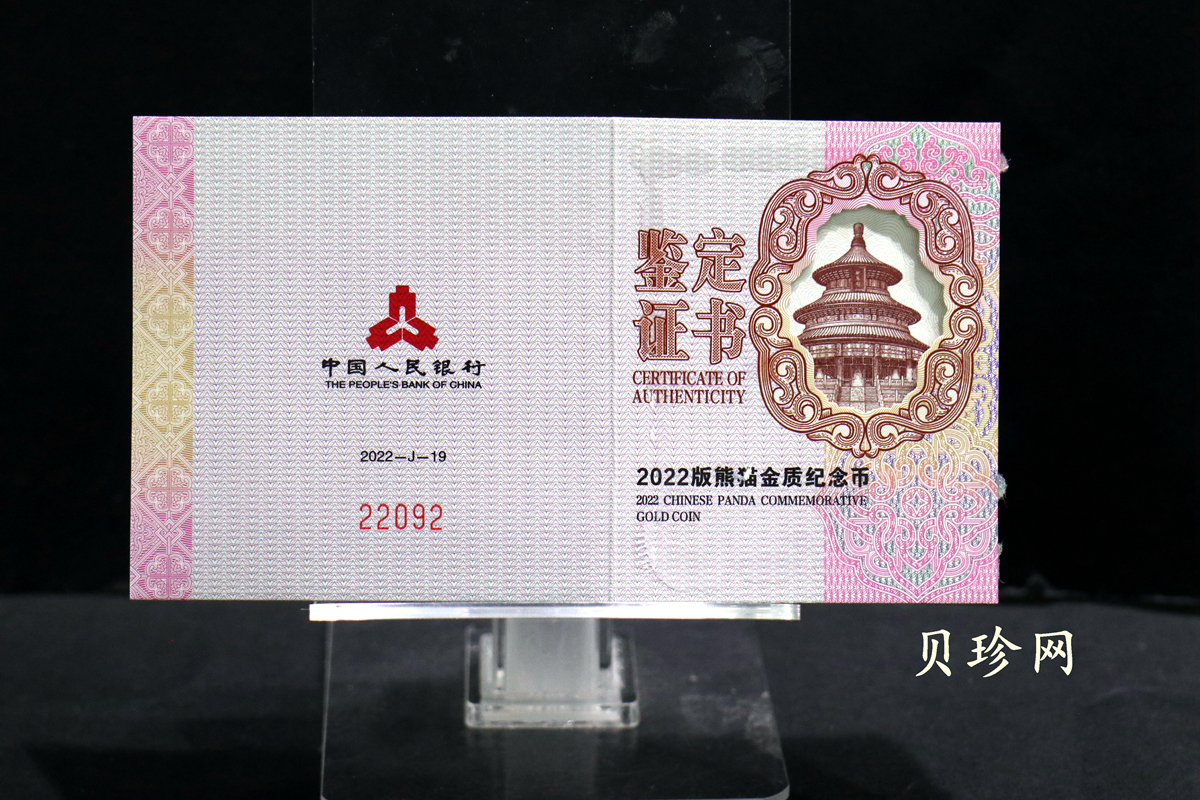 中国人民银行
THE PEOPLE'S BANK OF CHINA
2022—J—19
22092
鉴定
证书
CERTIFICATE OF
AUTHENTICITY
2022版熊猫金质纪念币
2022 CHINESE PANDA COMMEMORATIVE
GOLD COIN
贝珍网